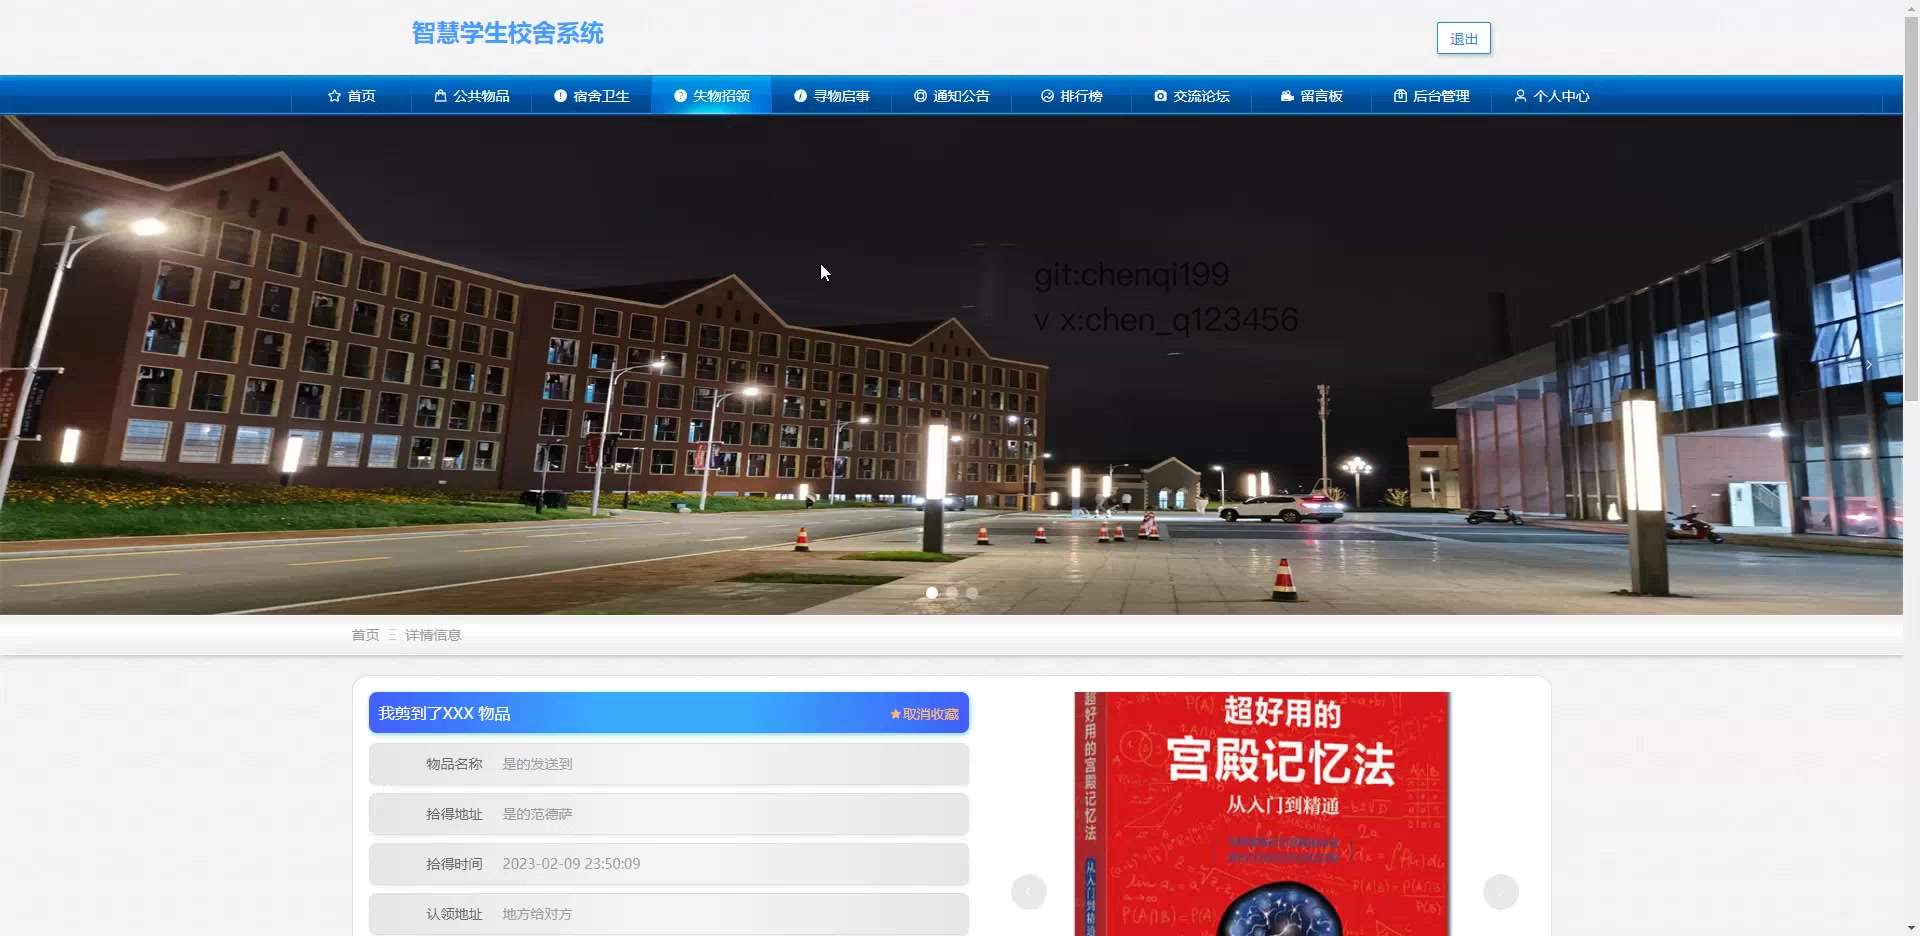 智慧学生校舍系统
退出
首页
公共物品
宿舍卫生
失物招领
寻物启事
通知公告
排行榜
交流论坛
留言板
后台管理
个人中心
git:chenqi199
v x:chen_q123456
首页 三 详情信息
我剪到了XXX 物品
★取消收藏
物品名称 是的发送到
拾得地址 是的范德萨
拾得时间 2023-02-09 23:50:09
认领地址 地方给对方
超好用的
宫殿记忆法
从入门到精通
超好用的宫殿记忆法
从入门到精通